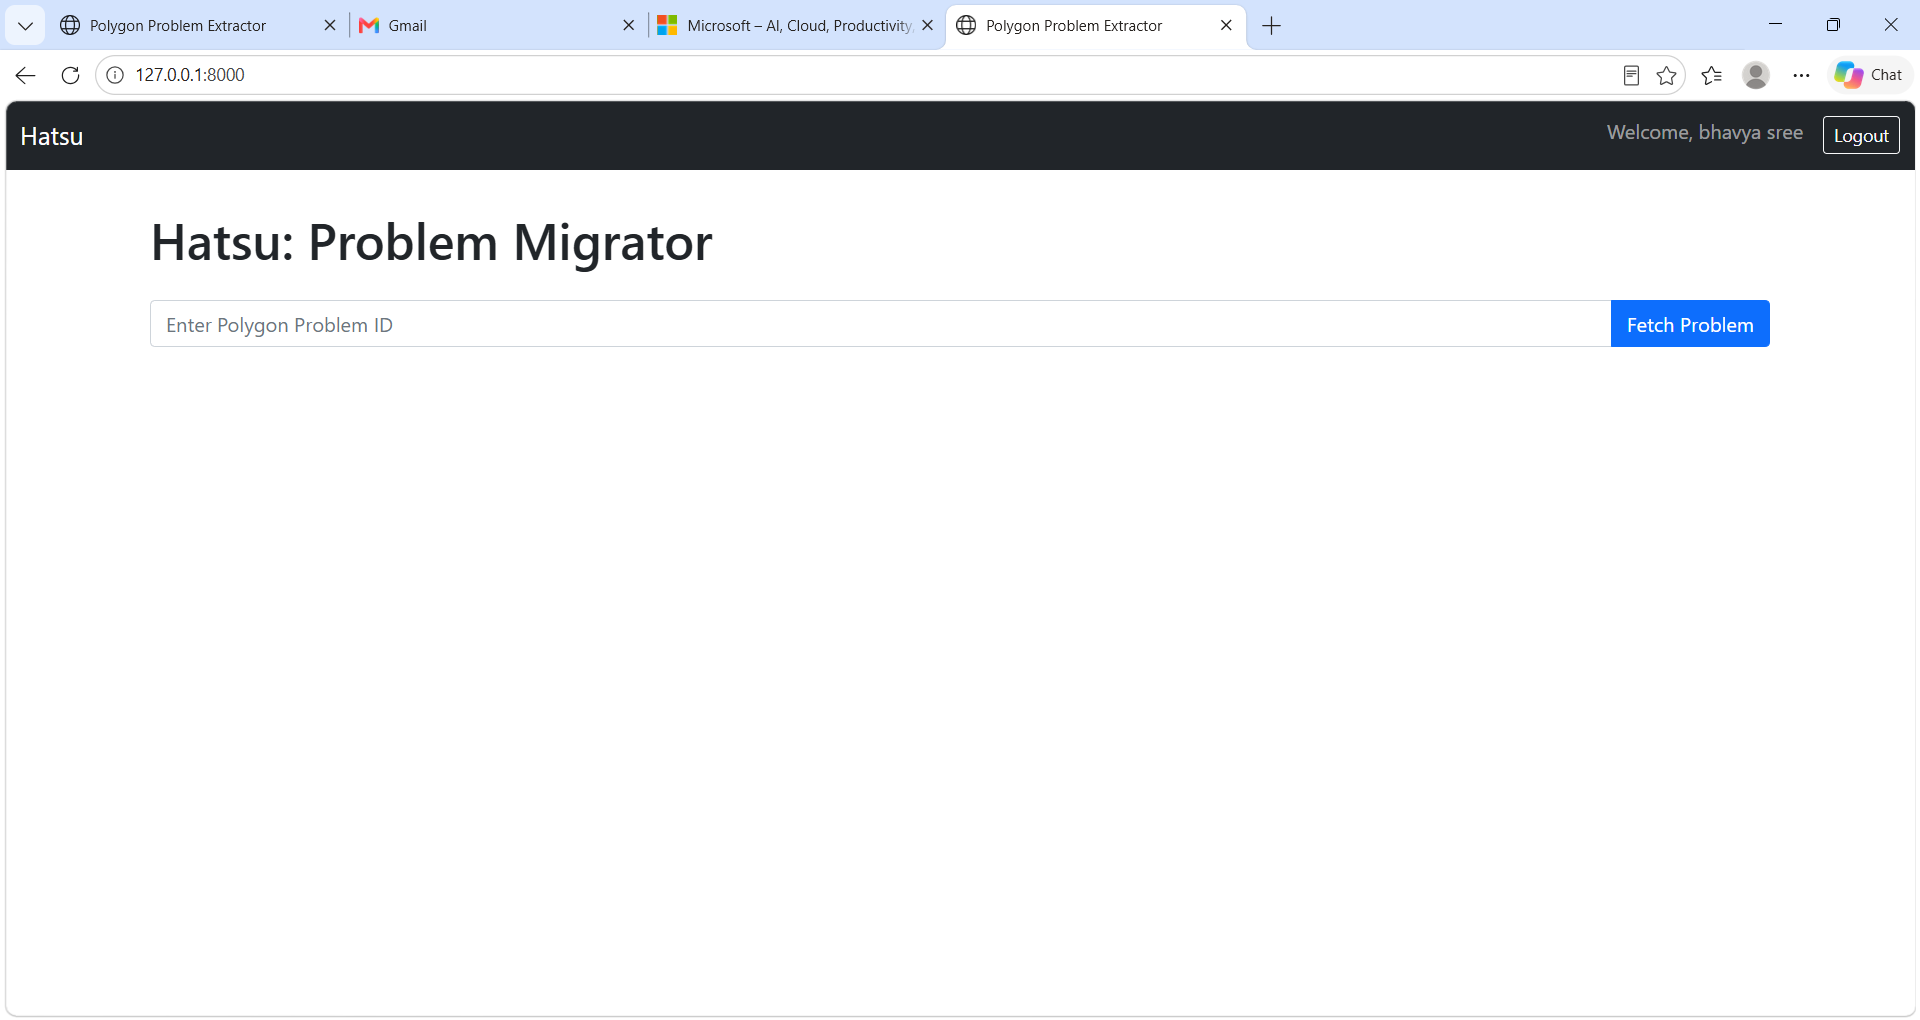 Polygon Problem Extractor
Gmail
Microsoft – AI, Cloud, Productivity,
Polygon Problem Extractor
127.0.0.1:8000
Chat
Hatsu
Welcome, bhavya sree
Logout
Hatsu: Problem Migrator
Enter Polygon Problem ID
Fetch Problem